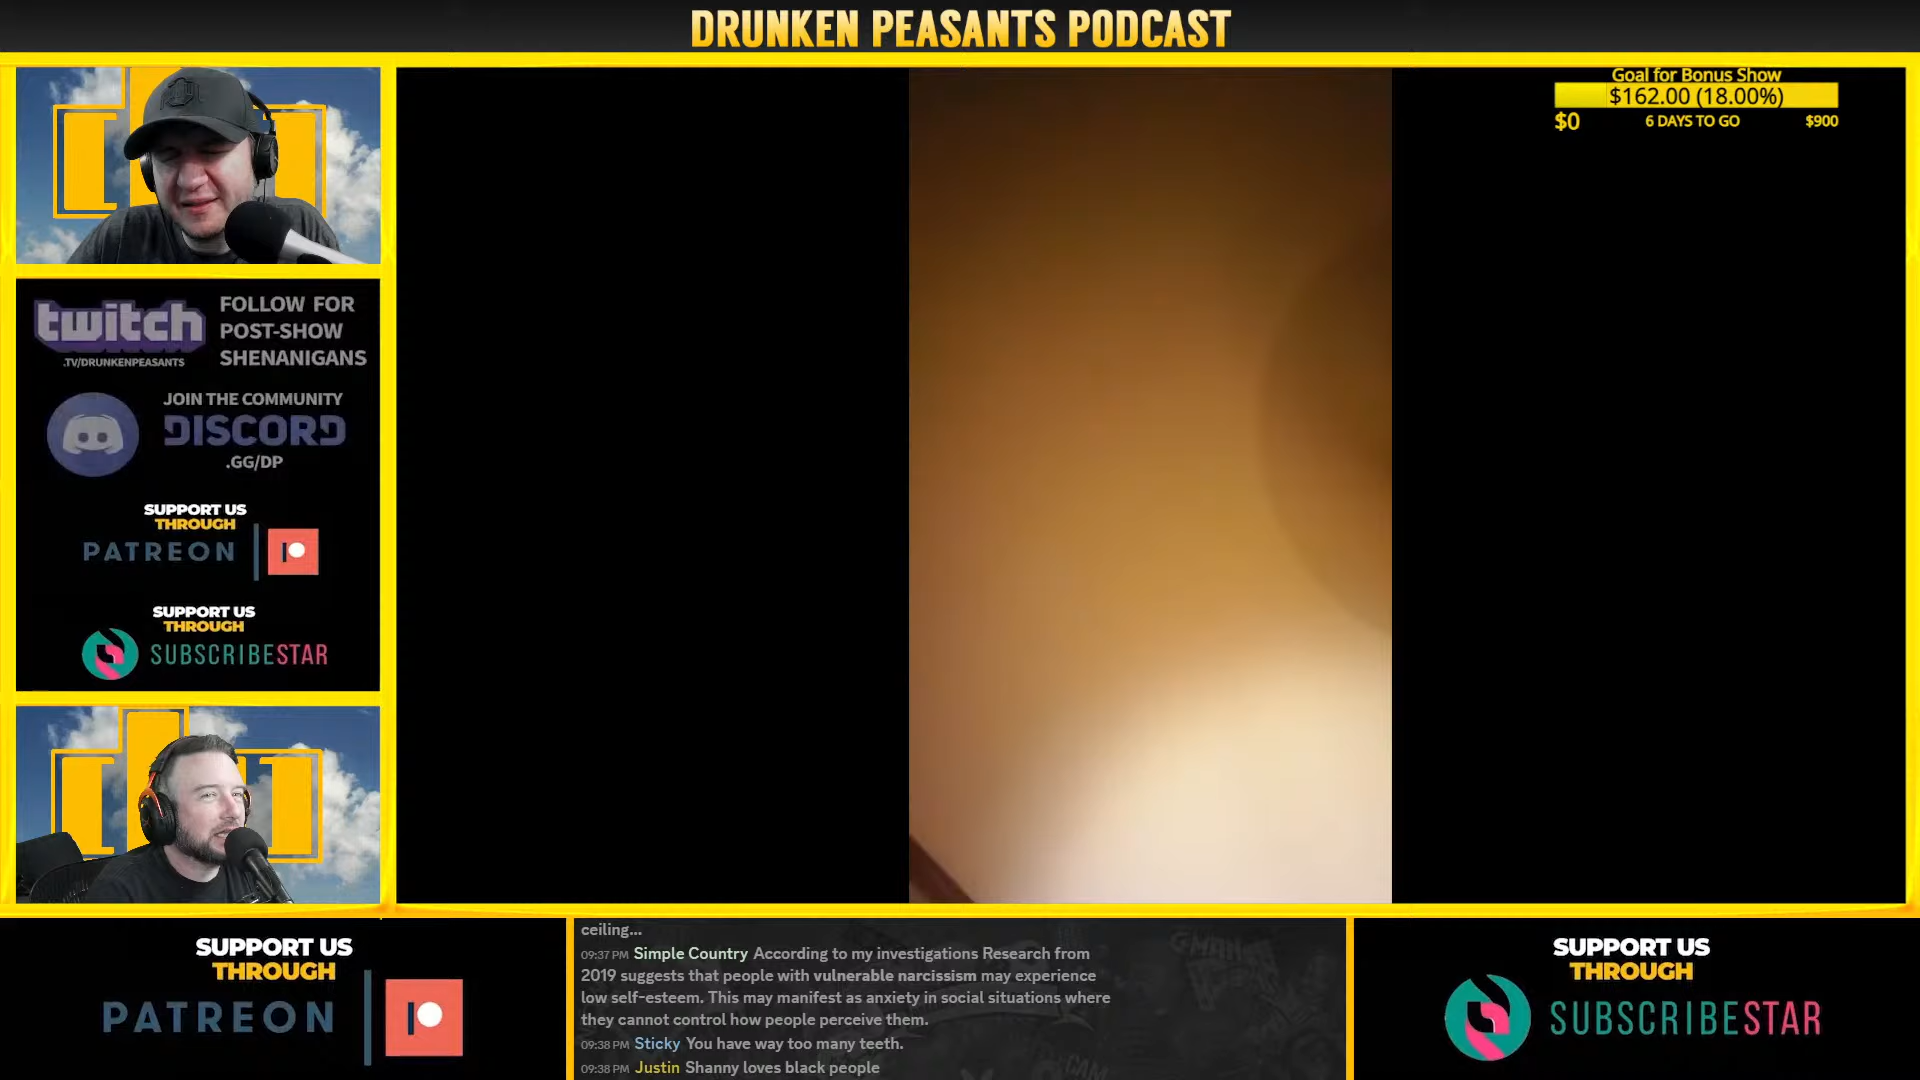 DRUNKEN PEASANTS PODCAST
Goal for Bonus Show
$162.00 (18.00%)
$0 6 DAYS TO GO $900
twitch
.TV/DRUNKENPEASANTS
FOLLOW FOR
POST-SHOW
SHENANIGANS
JOIN THE COMMUNITY
DISCORD
.GG/DP
SUPPORT US
THROUGH
PATREON
SUPPORT US
THROUGH
SUBSCRIBESTAR
SUPPORT US
THROUGH
PATREON
ceiling...
09:37 PM Simple Country According to my investigations Research from
2019 suggests that people with vulnerable narcissism may experience
low self-esteem. This may manifest as anxiety in social situations where
they cannot control how people perceive them.
09:38 PM Sticky You have way too many teeth.
09:38 PM Justin Shanny loves black people
SUPPORT US
THROUGH
SUBSCRIBESTAR